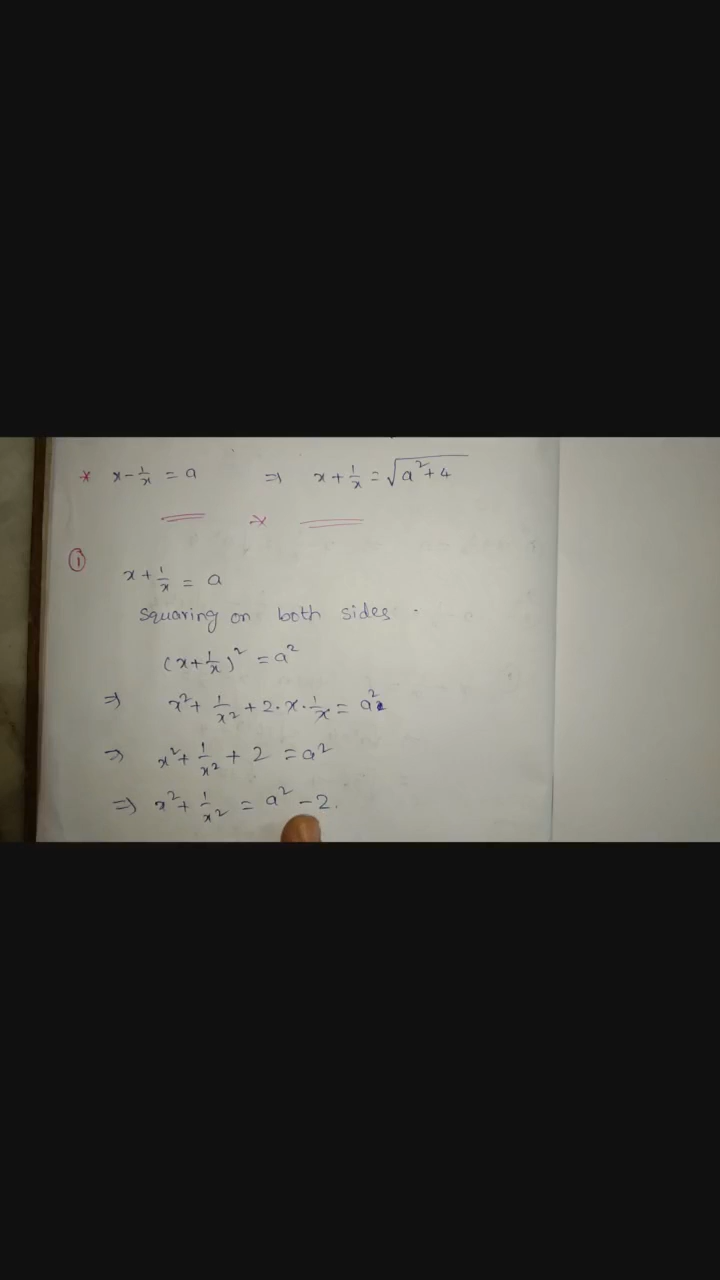 * x - 1/x = a ⇒ x + 1/x = √(a² + 4)
x
① 
x + 1/x = a
Squaring on both sides .
(x + 1/x)² = a²
⇒ x² + 1/x² + 2 · x · 1/x = a²
⇒ x² + 1/x² + 2 = a²
⇒ x² + 1/x² = a² - 2.